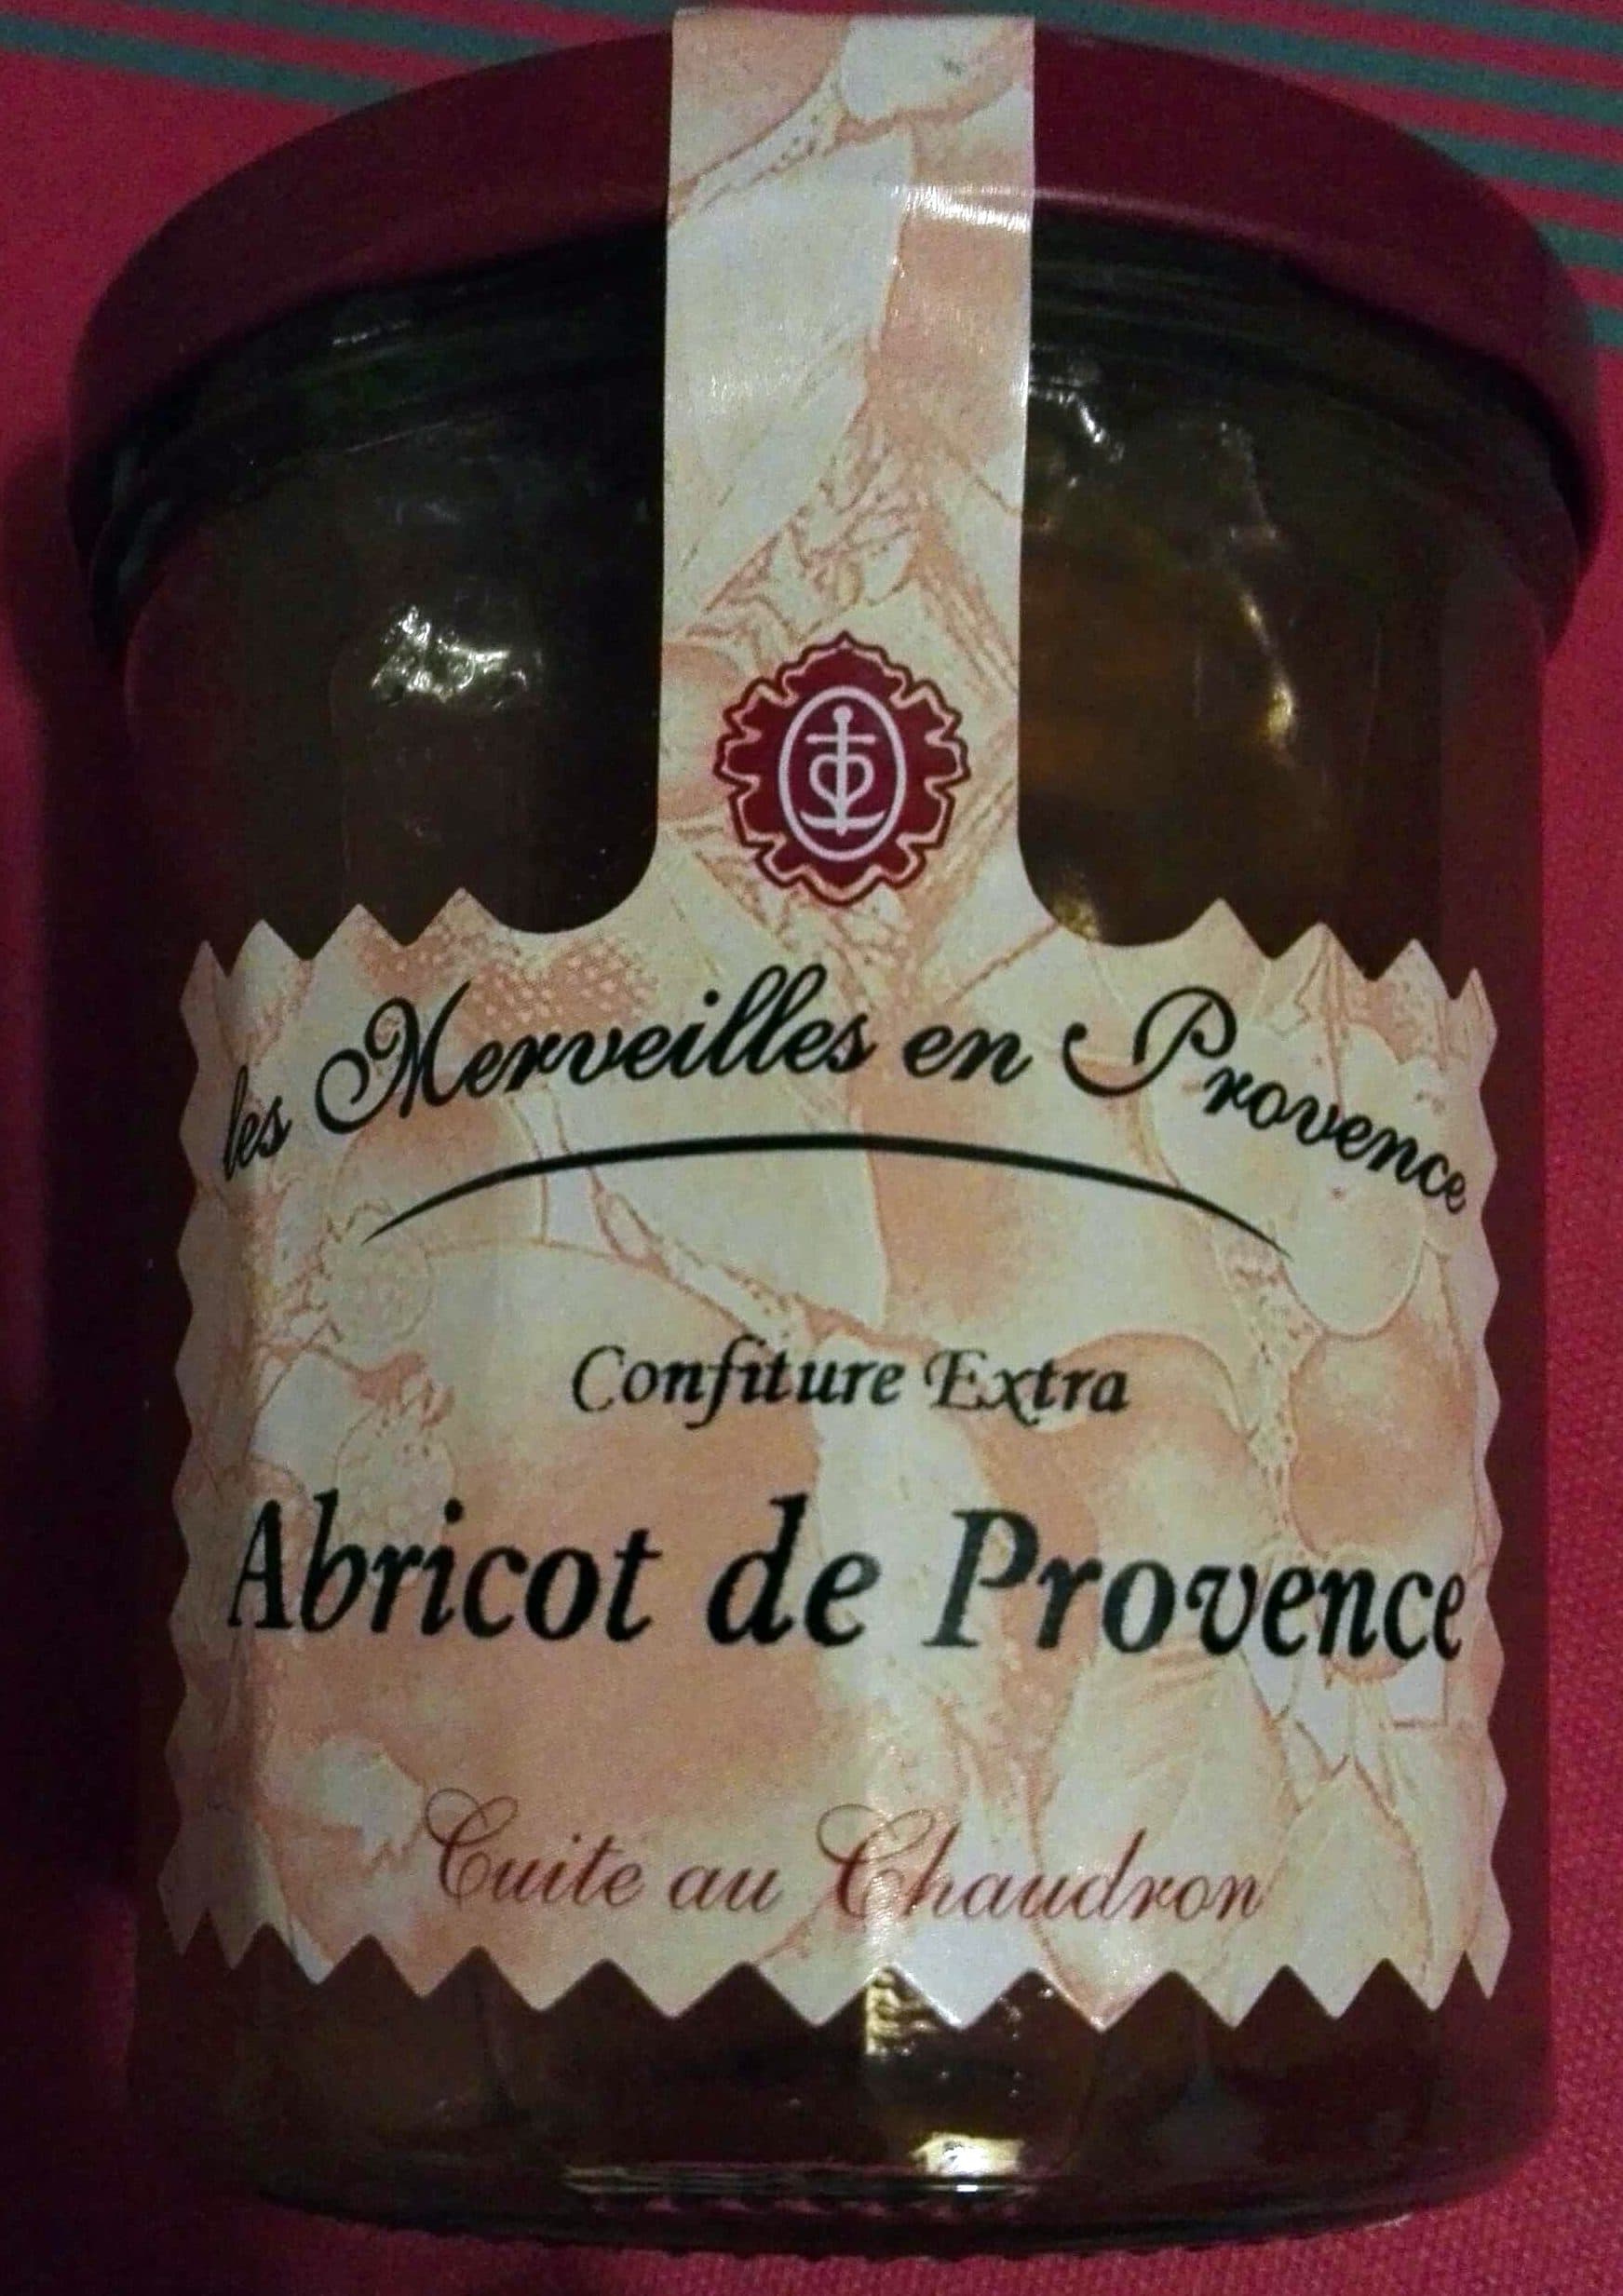 les Merveilles en Provence
Confiture Extra
Abricot de Provence
Cuite au Chaudron